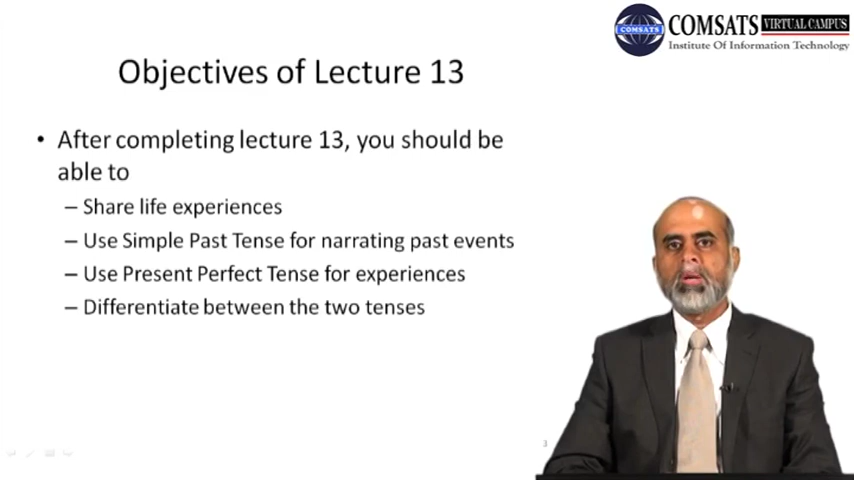 COMSATS VIRTUAL CAMPUS
COMSATS
Institute Of Information Technology
Objectives of Lecture 13
• After completing lecture 13, you should be
able to
– Share life experiences
– Use Simple Past Tense for narrating past events
– Use Present Perfect Tense for experiences
– Differentiate between the two tenses
3